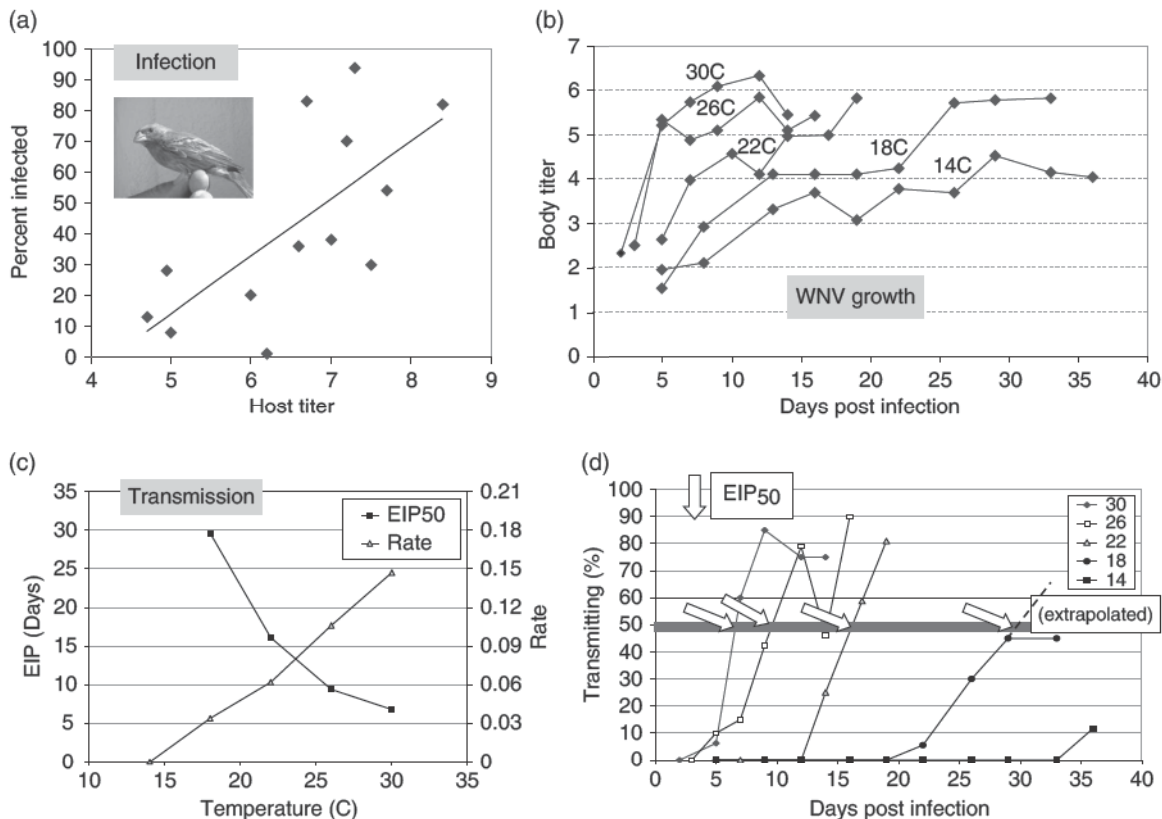 (a)
Infection
100
90
80
70
60
50
40
30
20
10
0
4 5 6 7 8 9
Percent infected
Host titer
(b)
7
6
5
4
3
2
1
0
30C
26C
22C
18C
14C
WNV growth
0 5 10 15 20 25 30 35 40
Body titer
Days post infection
(c)
Transmission
35
30
25
20
15
10
5
0
0.21
0.18
0.15
0.12
0.09
0.06
0.03
0
EIP50
Rate
10 15 20 25 30 35
EIP (Days)
Rate
Temperature (C)
(d)
EIP50
100
90
80
70
60
50
40
30
20
10
0
30
26
22
18
14
(extrapolated)
0 5 10 15 20 25 30 35 40
Transmitting (%)
Days post infection